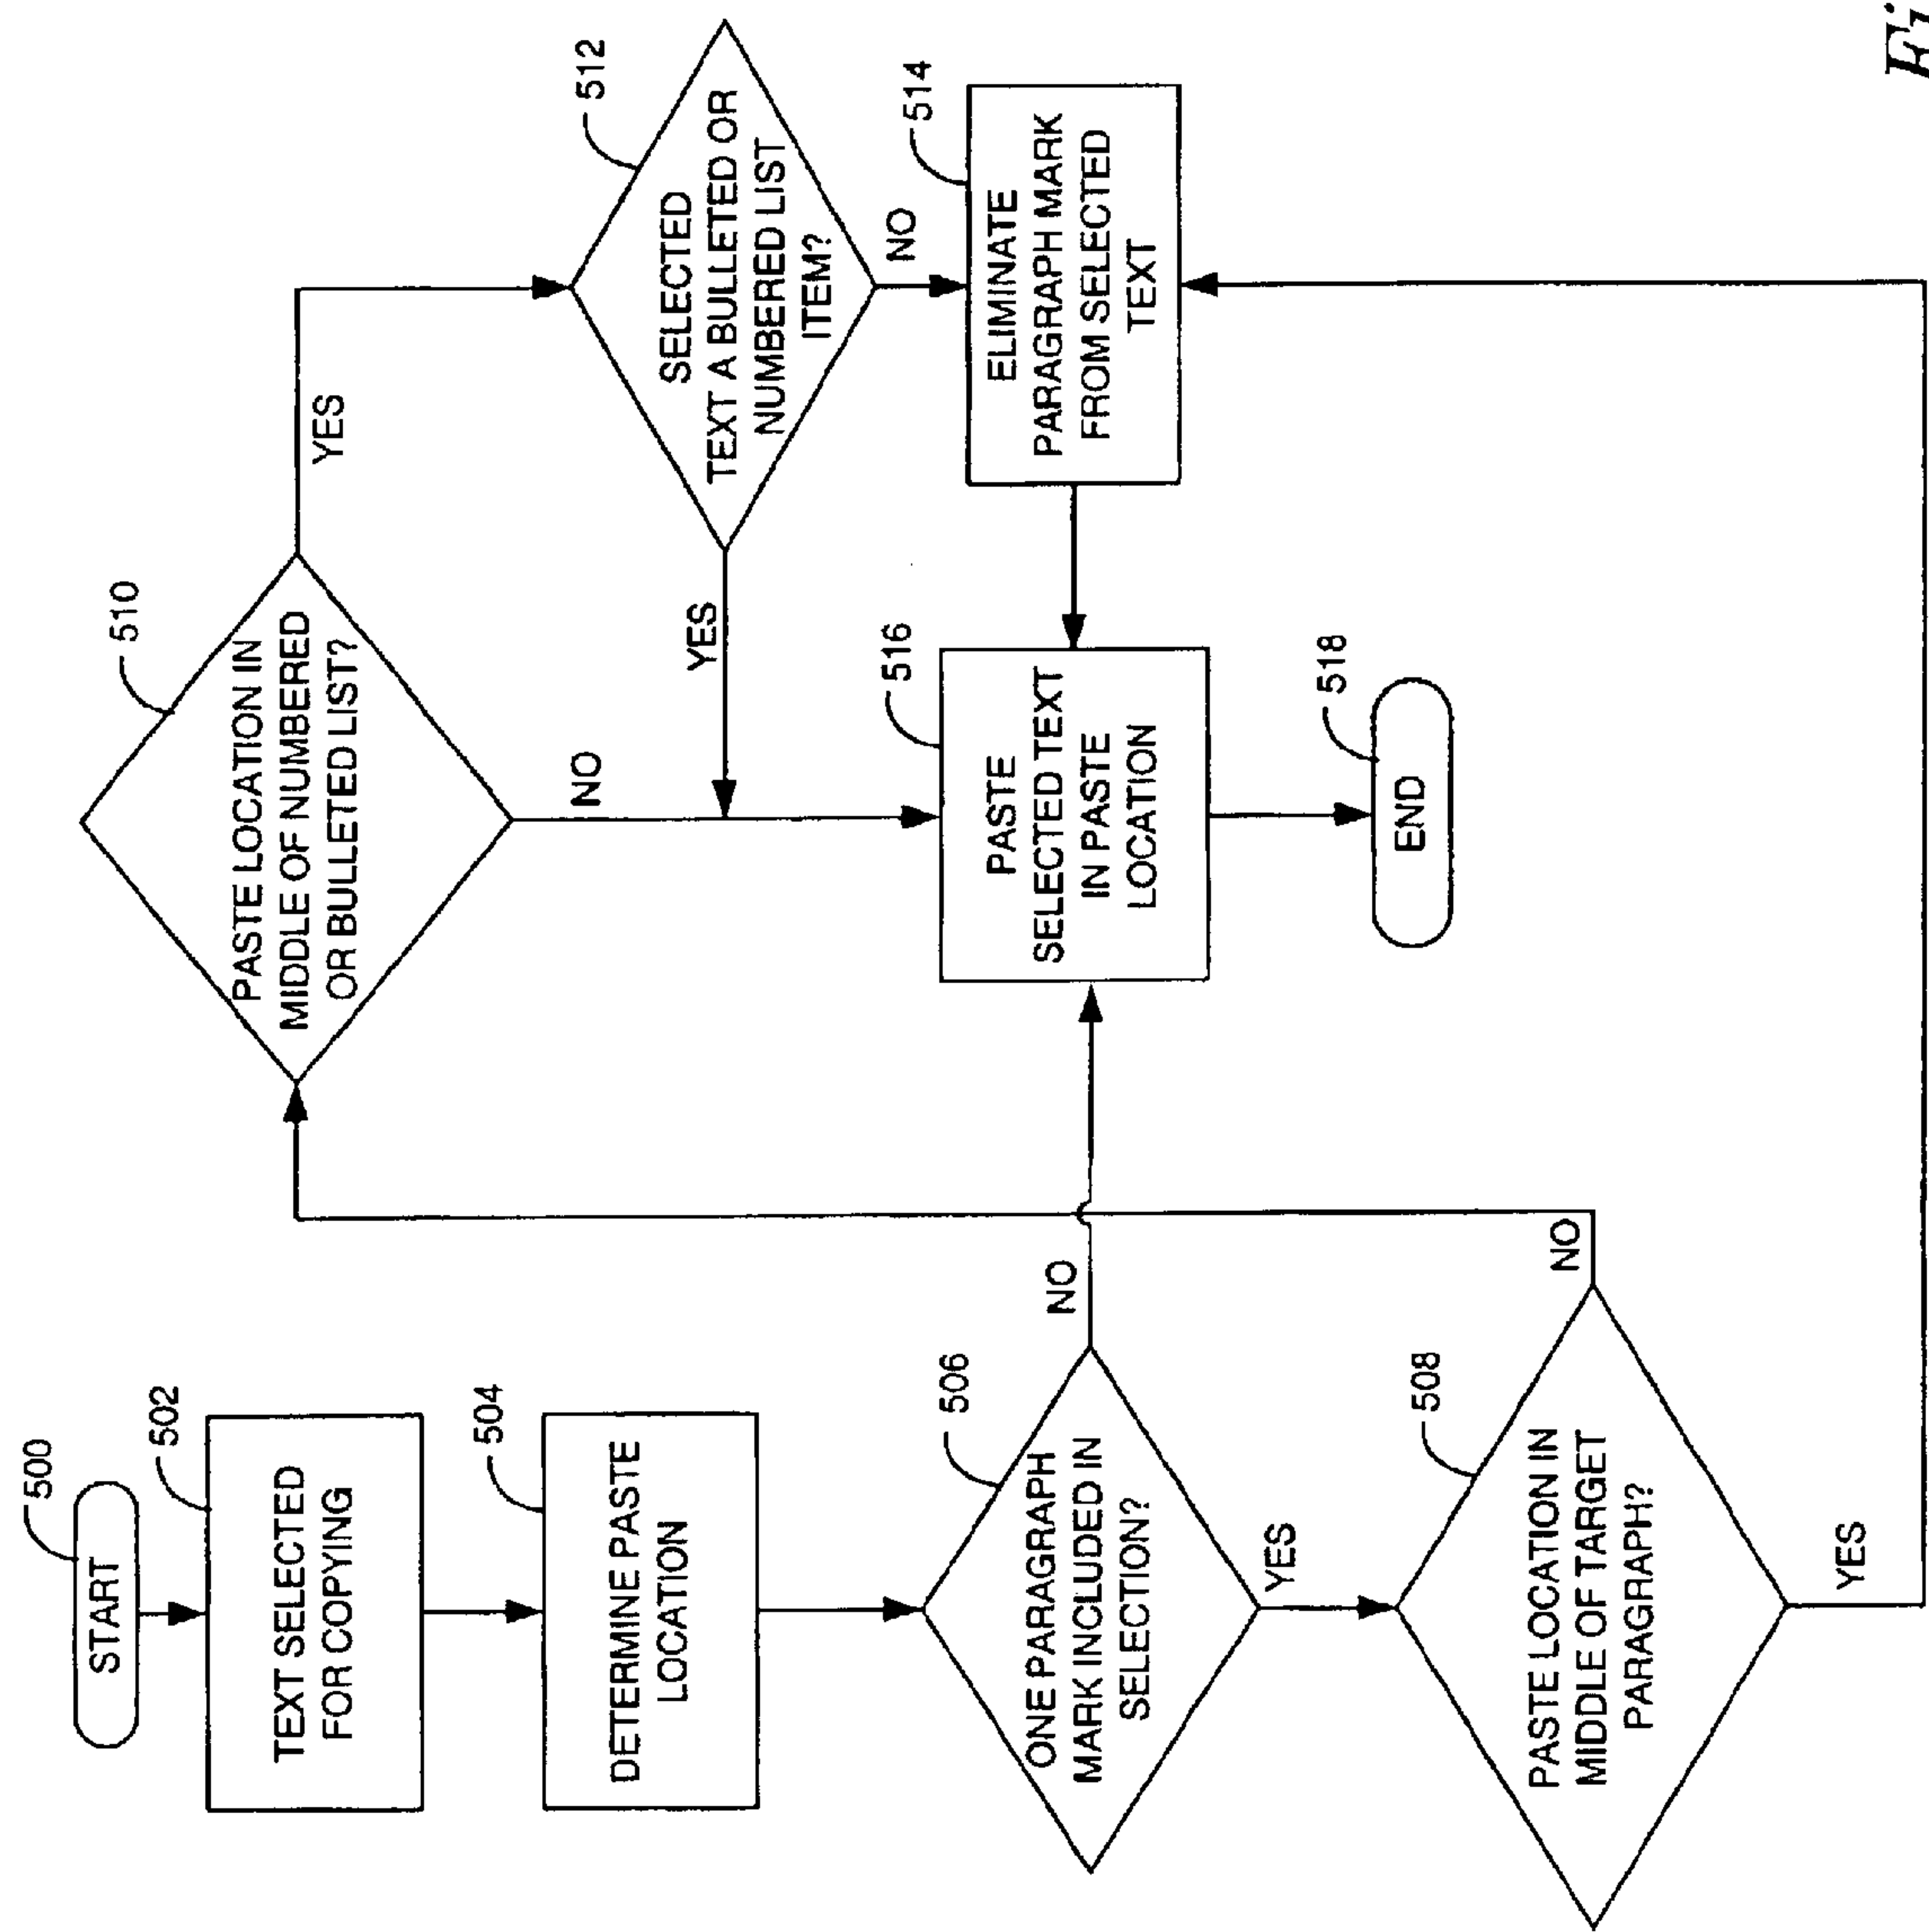 500
START
502
TEXT SELECTED
FOR COPYING
504
DETERMINE PASTE
LOCATION
506
ONE PARAGRAPH
MARK INCLUDED IN
SELECTION?
NO
YES
508
PASTE LOCATION IN
MIDDLE OF TARGET
PARAGRAPH?
NO
YES
510
PASTE LOCATION IN
MIDDLE OF NUMBERED
OR BULLETED LIST?
YES
NO
512
SELECTED
TEXT A BULLETED OR
NUMBERED LIST
ITEM?
YES
NO
514
ELIMINATE
PARAGRAPH MARK
FROM SELECTED
TEXT
516
PASTE
SELECTED TEXT
IN PASTE
LOCATION
518
END